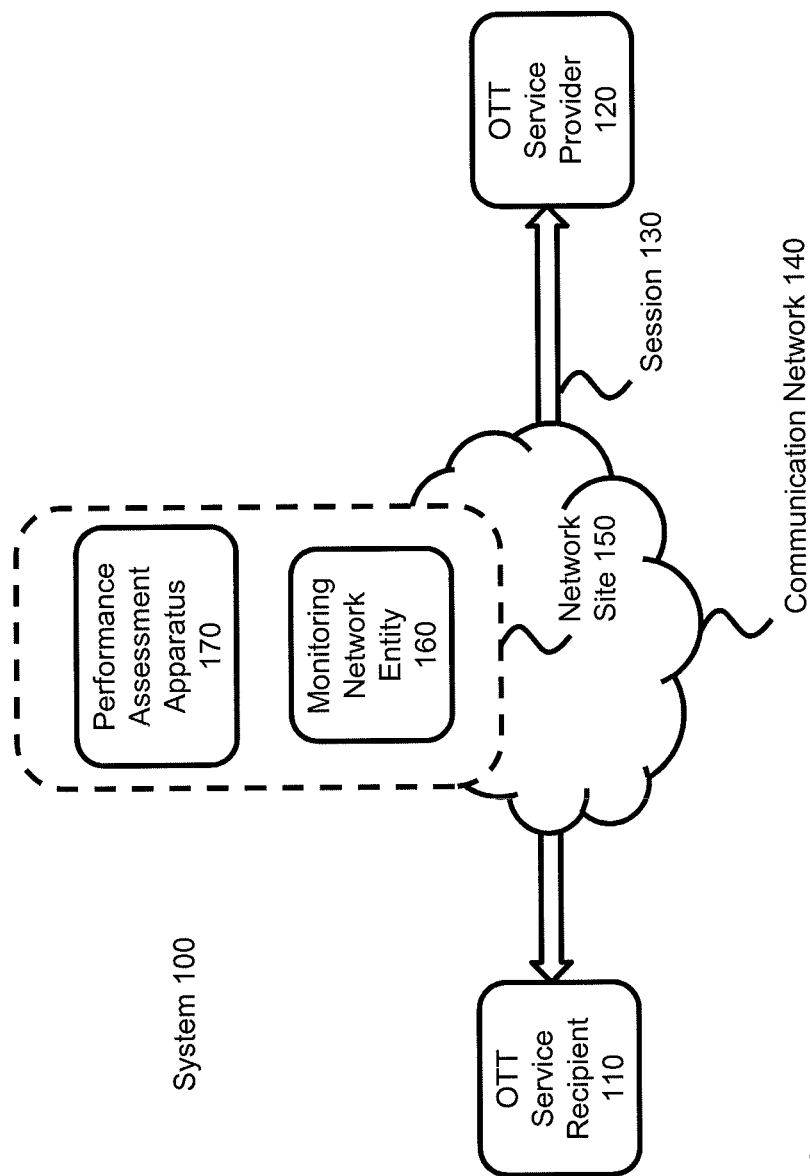 System 100
Performance
Assessment
Apparatus
170
Monitoring
Network
Entity
160
Network
Site 150
OTT
Service
Recipient
110
OTT
Service
Provider
120
Session 130
Communication Network 140